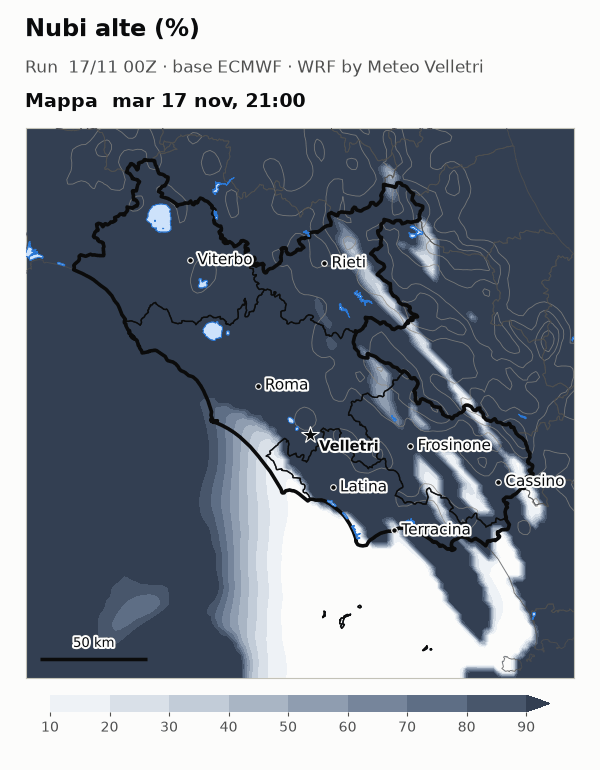 Nubi alte (%)
Run  17/11 00Z · base ECMWF · WRF by Meteo Velletri
Mappa  mar 17 nov, 21:00
Viterbo
Rieti
Roma
Velletri
Frosinone
Cassino
Latina
Terracina
50 km
10 20 30 40 50 60 70 80 90